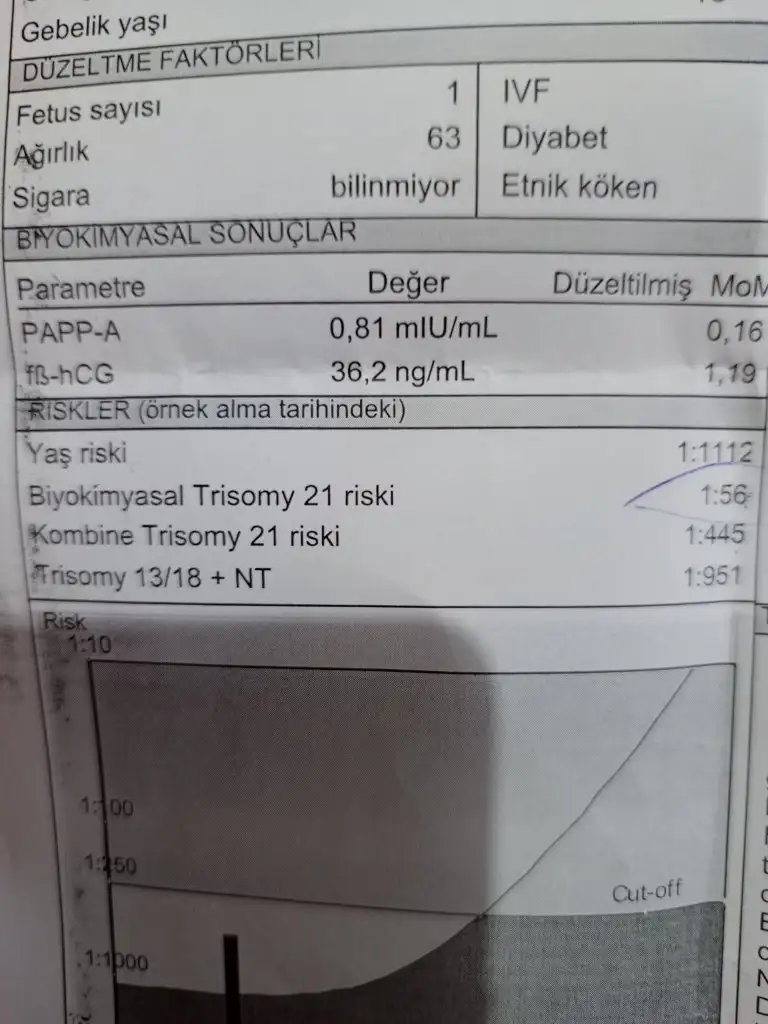 Gebelik yaşı
DÜZELTME FAKTÖRLERİ
Fetus sayısı 1 IVF
Ağırlık 63 Diyabet
Sigara bilinmiyor Etnik köken
BİYOKİMYASAL SONUÇLAR
Parametre Değer Düzeltilmiş MoM
PAPP-A 0,81 mIU/mL 0,16
fß-hCG 36,2 ng/mL 1,19
RİSKLER (örnek alma tarihindeki)
Yaş riski 1:1112
Biyokimyasal Trisomy 21 riski 1:56
Kombine Trisomy 21 riski 1:445
Trisomy 13/18 + NT 1:951
Risk
1:10
1:100
1:250
Cut-off
1:1000